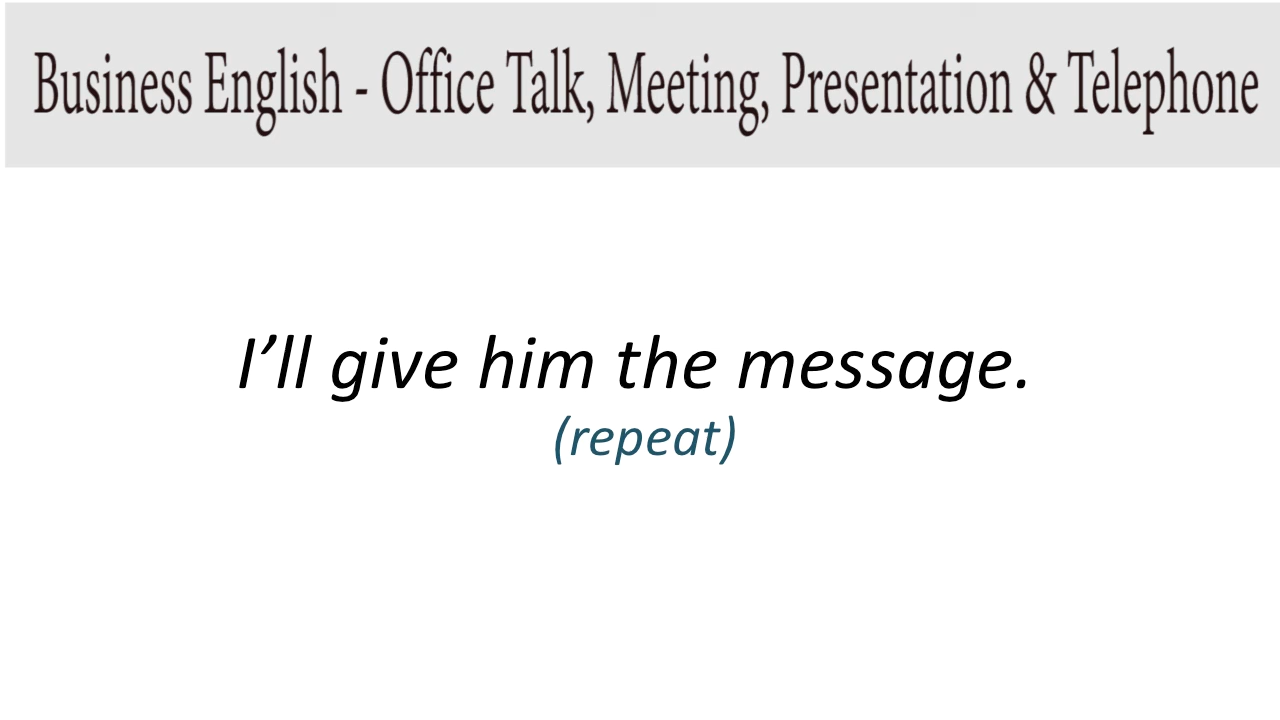 Business English - Office Talk, Meeting, Presentation & Telephone
I’ll give him the message.
(repeat)